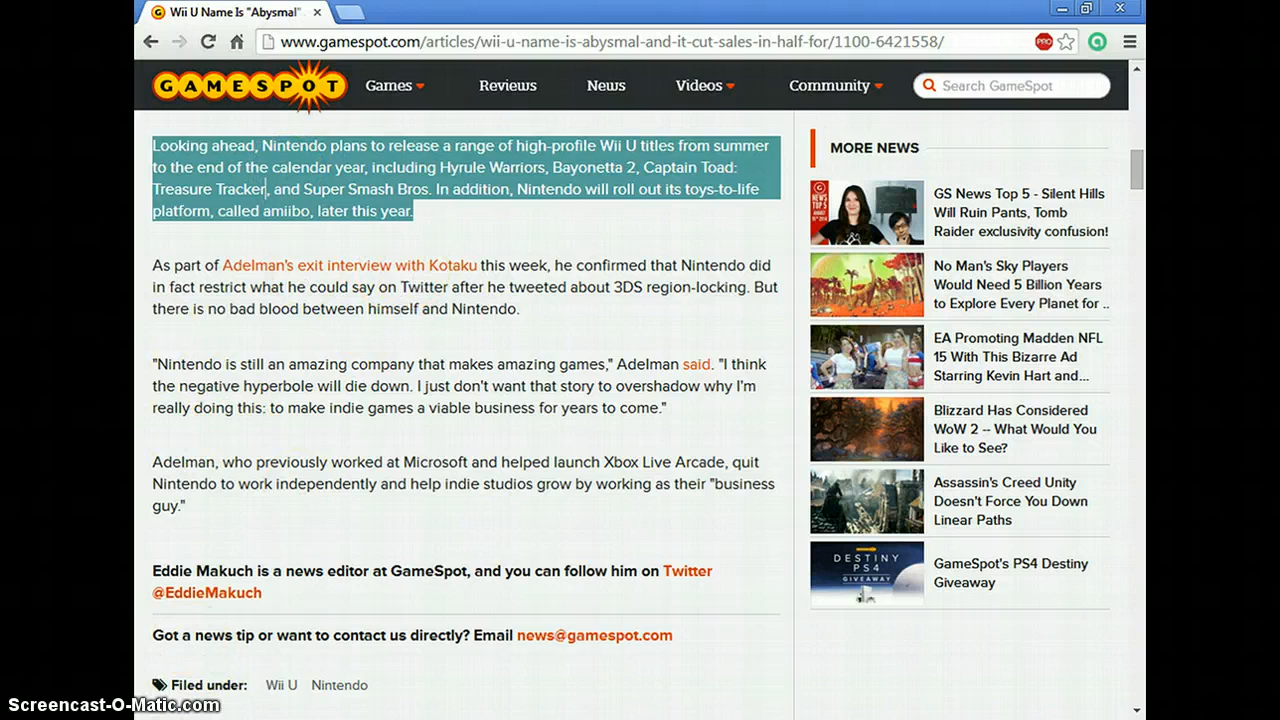 Wii U Name Is "Abysmal"
www.gamespot.com/articles/wii-u-name-is-abysmal-and-it-cut-sales-in-half-for/1100-6421558/
PRO
GAMESPOT Games Reviews News Videos Community Search GameSpot
Looking ahead, Nintendo plans to release a range of high-profile Wii U titles from summer
to the end of the calendar year, including Hyrule Warriors, Bayonetta 2, Captain Toad:
Treasure Tracker, and Super Smash Bros. In addition, Nintendo will roll out its toys-to-life
platform, called amiibo, later this year.
As part of Adelman's exit interview with Kotaku this week, he confirmed that Nintendo did
in fact restrict what he could say on Twitter after he tweeted about 3DS region-locking. But
there is no bad blood between himself and Nintendo.
"Nintendo is still an amazing company that makes amazing games," Adelman said. "I think
the negative hyperbole will die down. I just don't want that story to overshadow why I'm
really doing this: to make indie games a viable business for years to come."
Adelman, who previously worked at Microsoft and helped launch Xbox Live Arcade, quit
Nintendo to work independently and help indie studios grow by working as their "business
guy."
Eddie Makuch is a news editor at GameSpot, and you can follow him on Twitter
@EddieMakuch
Got a news tip or want to contact us directly? Email news@gamespot.com
Filed under: Wii U Nintendo
MORE NEWS
GS News Top 5 - Silent Hills
Will Ruin Pants, Tomb
Raider exclusivity confusion!
No Man's Sky Players
Would Need 5 Billion Years
to Explore Every Planet for ..
EA Promoting Madden NFL
15 With This Bizarre Ad
Starring Kevin Hart and...
Blizzard Has Considered
WoW 2 -- What Would You
Like to See?
Assassin's Creed Unity
Doesn't Force You Down
Linear Paths
DESTINY
PS4
GIVEAWAY
GameSpot's PS4 Destiny
Giveaway
Screencast-O-Matic.com